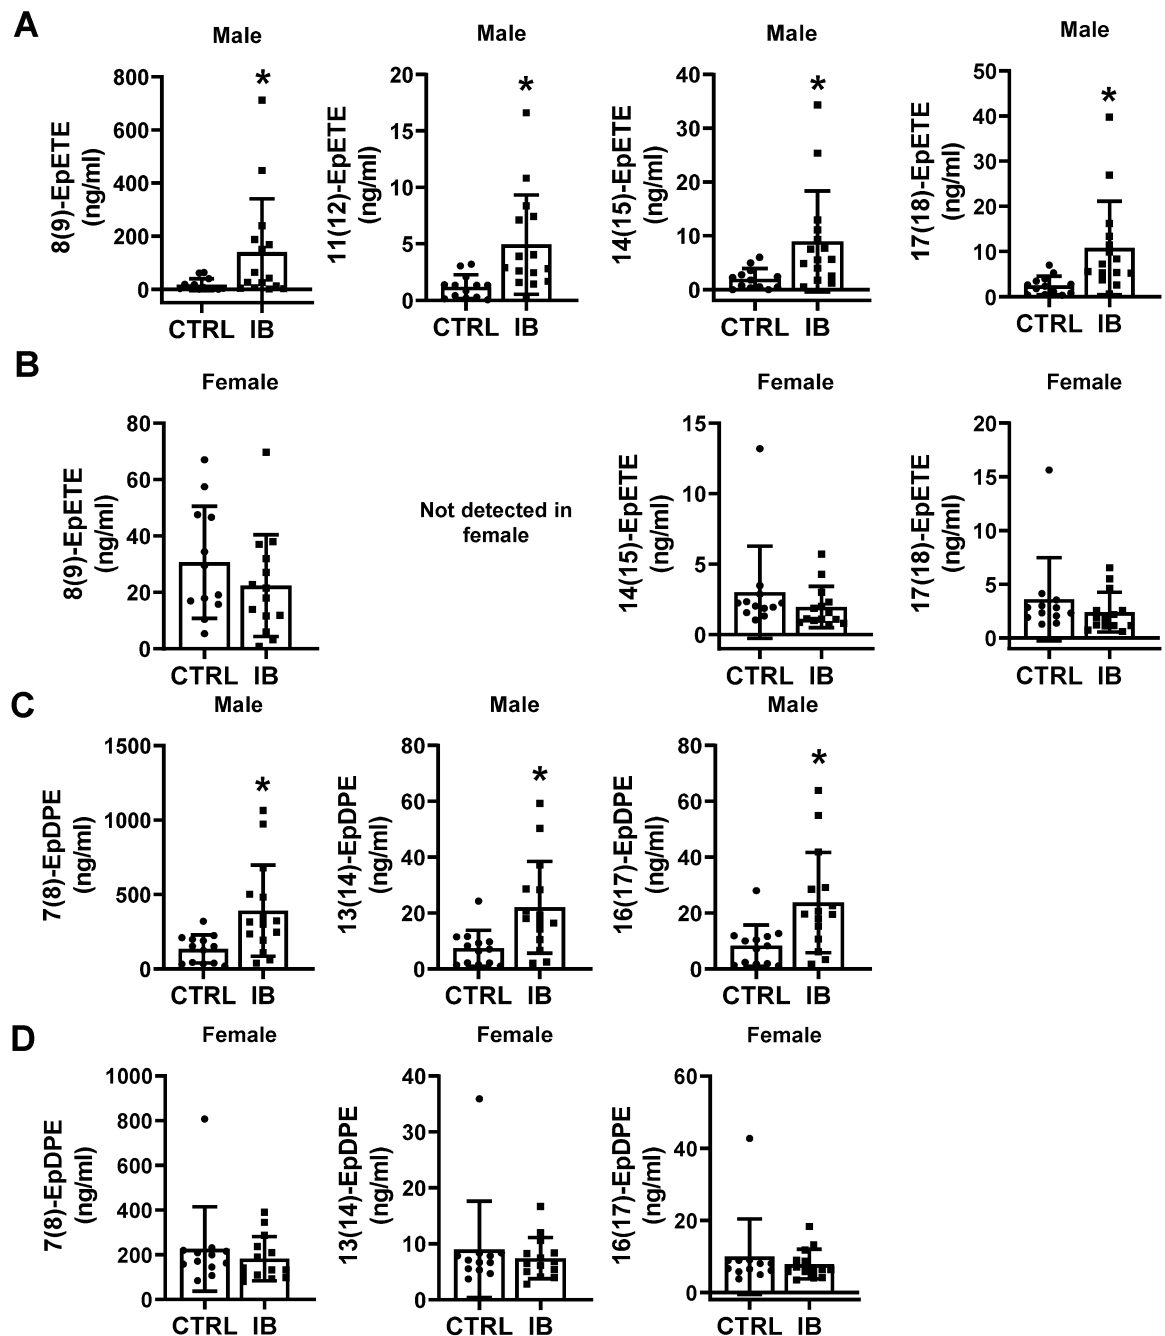 A
Male
8(9)-EpETE
(ng/ml)
800
600
400
200
0
CTRL IB
*
Male
11(12)-EpETE
(ng/ml)
20
15
10
5
0
CTRL IB
*
Male
14(15)-EpETE
(ng/ml)
40
30
20
10
0
CTRL IB
*
Male
17(18)-EpETE
(ng/ml)
50
40
30
20
10
0
CTRL IB
*
B
Female
8(9)-EpETE
(ng/ml)
80
60
40
20
0
CTRL IB
Not detected in
female
Female
14(15)-EpETE
(ng/ml)
15
10
5
0
CTRL IB
Female
17(18)-EpETE
(ng/ml)
20
15
10
5
0
CTRL IB
C
Male
7(8)-EpDPE
(ng/ml)
1500
1000
500
0
CTRL IB
*
Male
13(14)-EpDPE
(ng/ml)
80
60
40
20
0
CTRL IB
*
Male
16(17)-EpDPE
(ng/ml)
80
60
40
20
0
CTRL IB
*
D
Female
7(8)-EpDPE
(ng/ml)
1000
800
600
400
200
0
CTRL IB
Female
13(14)-EpDPE
(ng/ml)
40
30
20
10
0
CTRL IB
Female
16(17)-EpDPE
(ng/ml)
60
40
20
0
CTRL IB